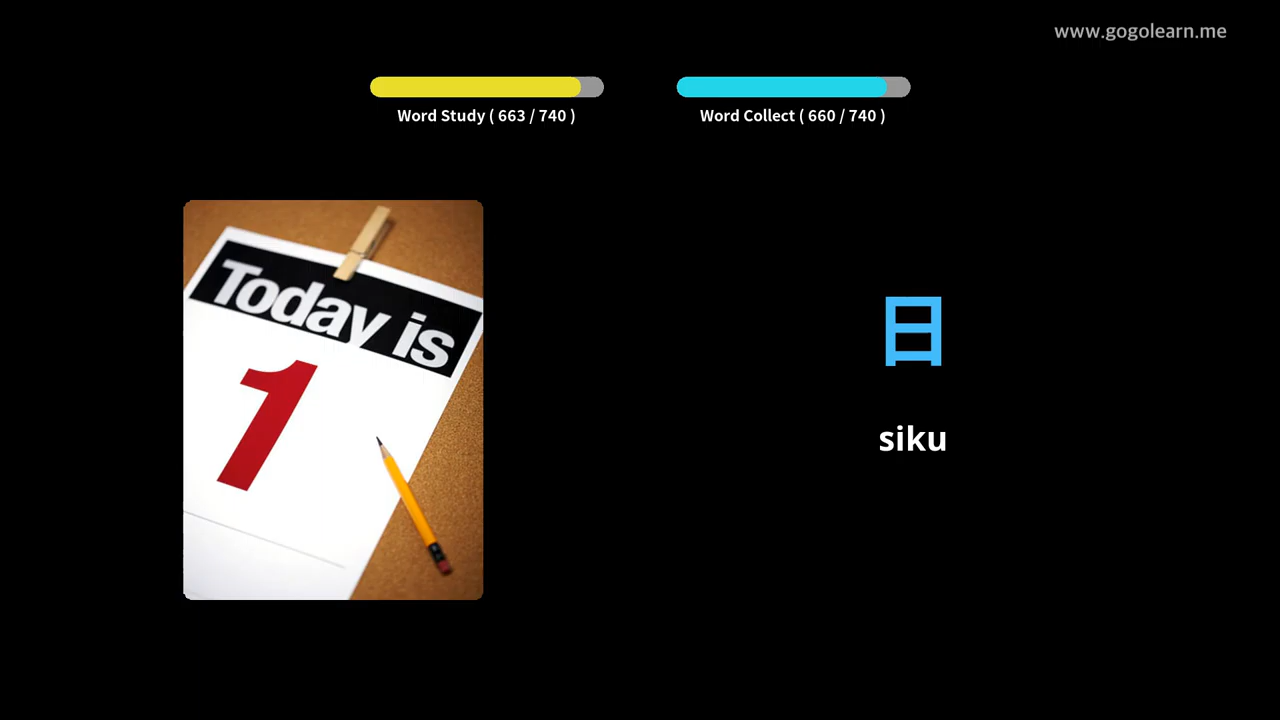 www.gogolearn.me
Word Study ( 663 / 740 )
Word Collect ( 660 / 740 )
Today is
1
日
siku